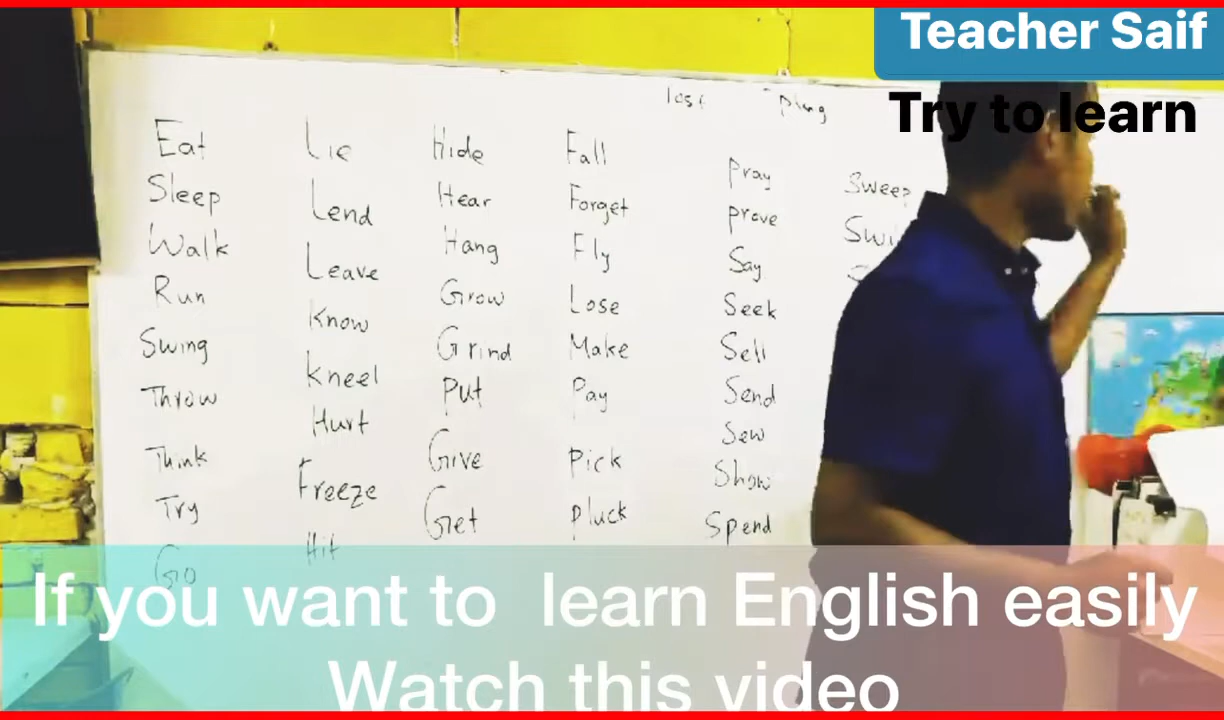 Teacher Saif
Try to learn
lost
Eat
Sleep
Walk
Run
Swing
Throw
Think
Try
Go
Lie
Lend
Leave
Know
kneel
Hurt
Freeze
Hit
Hide
Hear
Hang
Grow
Grind
Put
Give
Get
Fall
Forget
Fly
Lose
Make
Pay
Pick
pluck
pray
prove
Say
Seek
Sell
Send
Sew
Show
Spend
Sweep
If you want to learn English easily
Watch this video